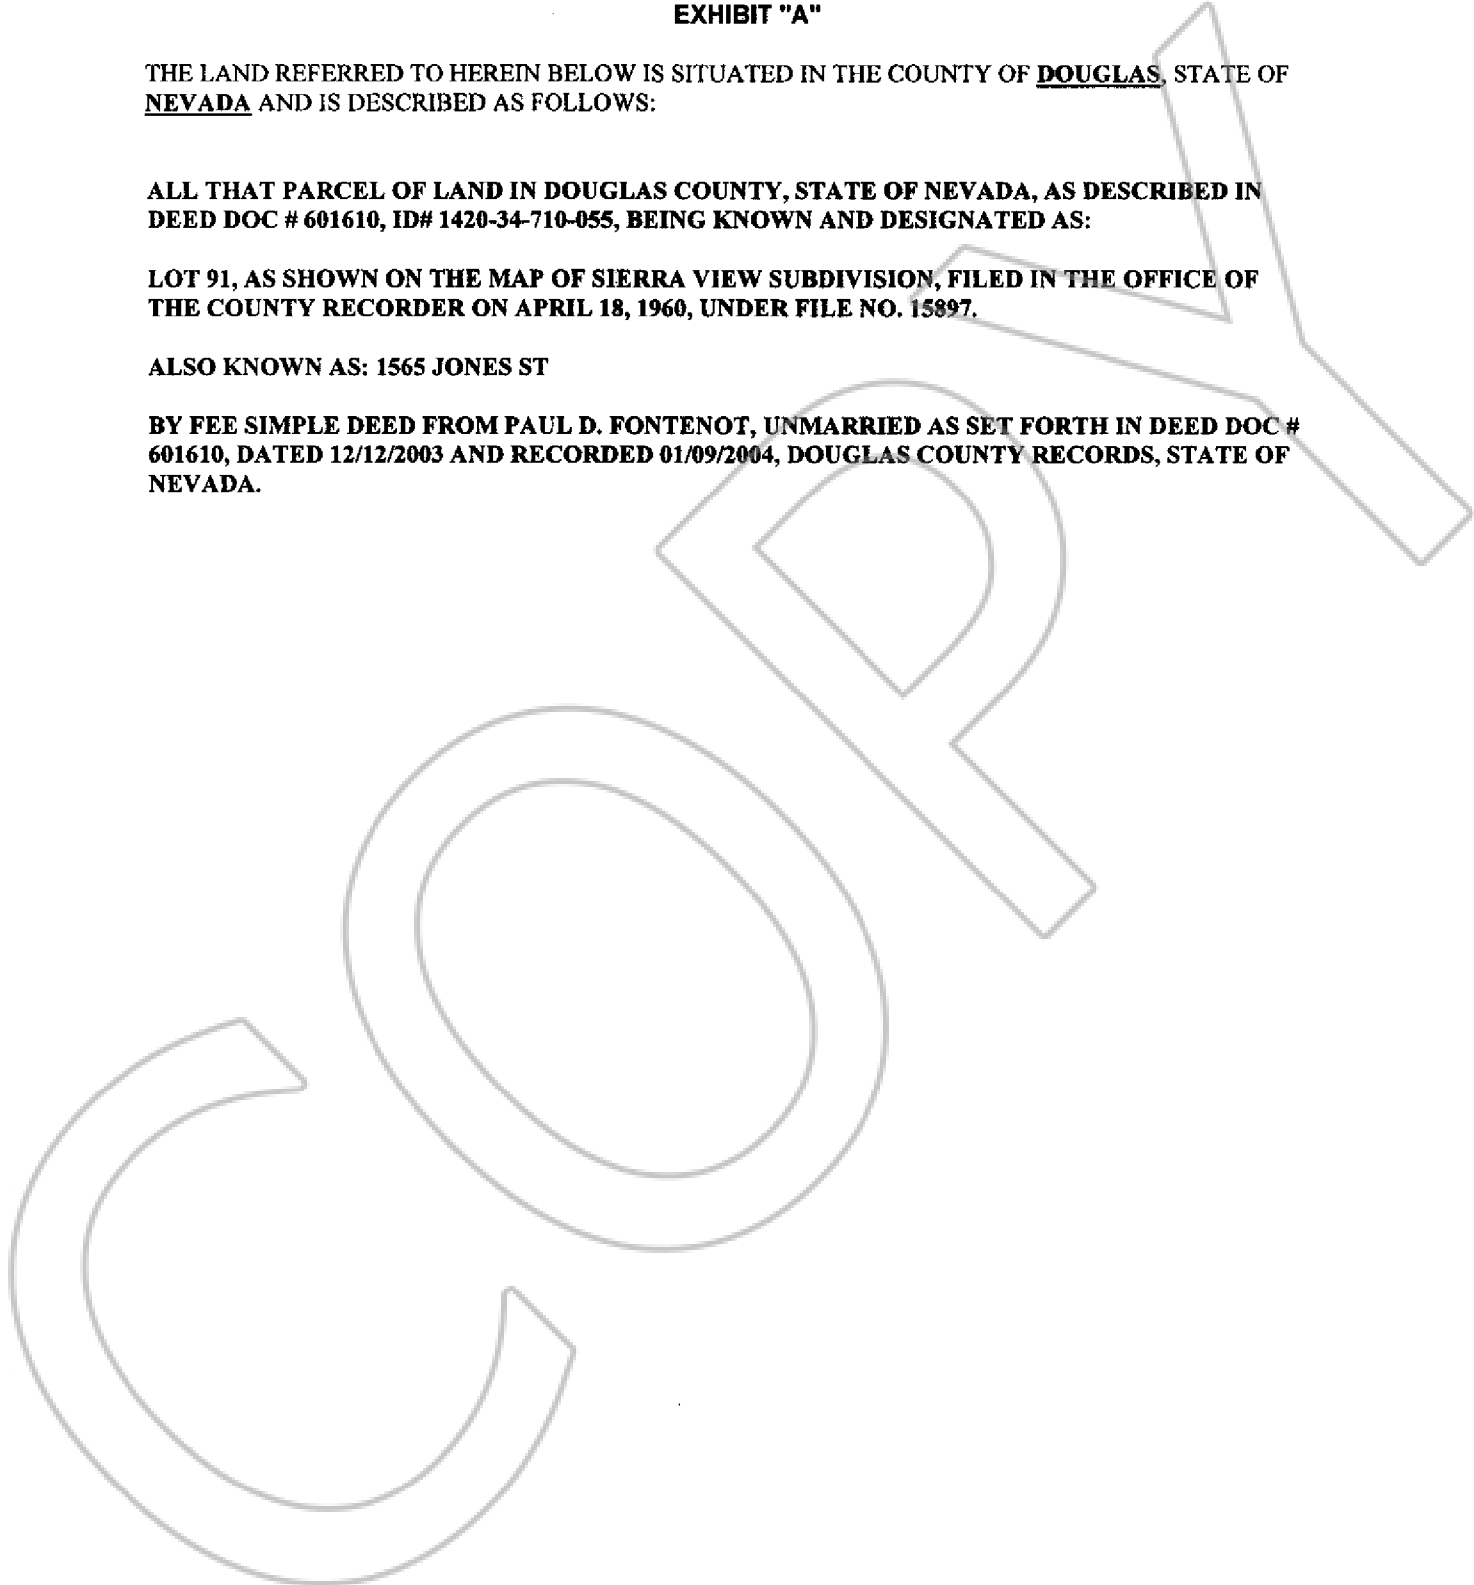 EXHIBIT "A"
THE LAND REFERRED TO HEREIN BELOW IS SITUATED IN THE COUNTY OF DOUGLAS, STATE OF
NEVADA AND IS DESCRIBED AS FOLLOWS:
ALL THAT PARCEL OF LAND IN DOUGLAS COUNTY, STATE OF NEVADA, AS DESCRIBED IN
DEED DOC # 601610, ID# 1420-34-710-055, BEING KNOWN AND DESIGNATED AS:
LOT 91, AS SHOWN ON THE MAP OF SIERRA VIEW SUBDIVISION, FILED IN THE OFFICE OF
THE COUNTY RECORDER ON APRIL 18, 1960, UNDER FILE NO. 15897.
ALSO KNOWN AS: 1565 JONES ST
BY FEE SIMPLE DEED FROM PAUL D. FONTENOT, UNMARRIED AS SET FORTH IN DEED DOC #
601610, DATED 12/12/2003 AND RECORDED 01/09/2004, DOUGLAS COUNTY RECORDS, STATE OF
NEVADA.
COPY